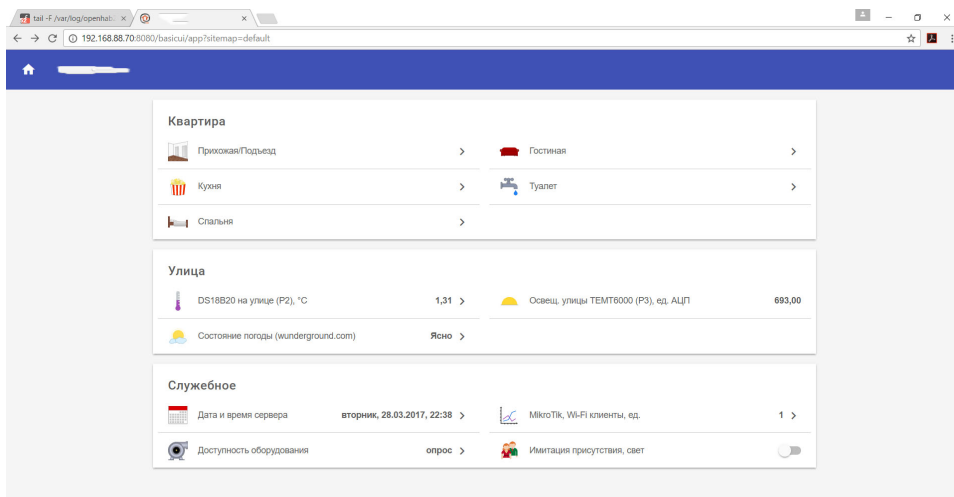 tail -F /var/log/openhab
192.168.88.70:8080/basicui/app?sitemap=default
Квартира
Прихожая/Подъезд
Гостиная
Кухня
Туалет
Спальня
Улица
DS18B20 на улице (P2), °C 1,31
Освещ. улицы TEMT6000 (P3), ед. АЦП 693,00
Состояние погоды (wunderground.com) Ясно
Служебное
Дата и время сервера вторник, 28.03.2017, 22:38
MikroTik, Wi-Fi клиенты, ед. 1
Доступность оборудования опрос
Имитация присутствия, свет